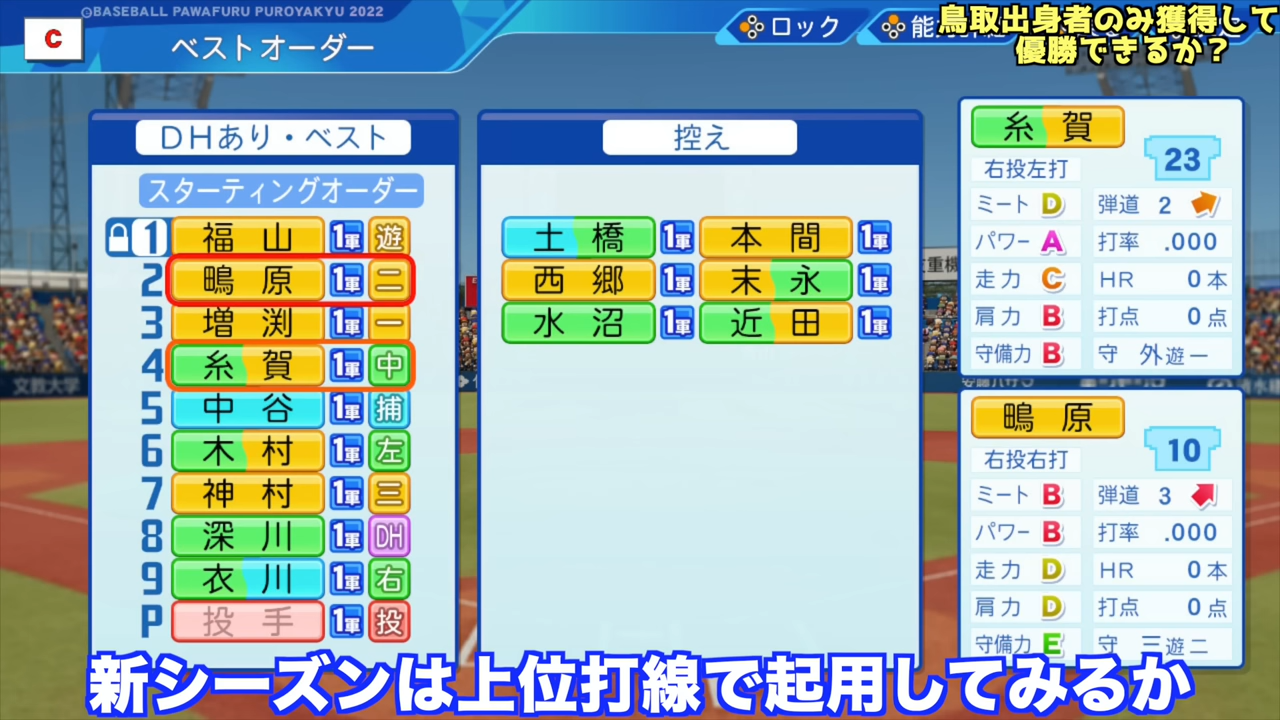 ©BASEBALL PAWAFURU PUROYAKYU 2022
C
ベストオーダー
ロック
鳥取出身者のみ獲得して
優勝できるか?
DHあり・ベスト
スターティングオーダー
1 福山 1軍 遊
2 鴫原 1軍 二
3 増渕 1軍 一
4 糸賀 1軍 中
5 中谷 1軍 捕
6 木村 1軍 左
7 神村 1軍 三
8 深川 1軍 DH
9 衣川 1軍 右
P 投手 1軍 投
控え
土橋 1軍 本間 1軍
西郷 1軍 末永 1軍
水沼 1軍 近田 1軍
糸賀
右投左打 23
ミート D 弾道 2
パワー A 打率 .000
走力 C HR 0本
肩力 B 打点 0点
守備力 B 守 外遊一
鴫原
右投右打 10
ミート B 弾道 3
パワー B 打率 .000
走力 D HR 0本
肩力 D 打点 0点
守備力 E 守 三遊二
文教大学
新シーズンは上位打線で起用してみるか